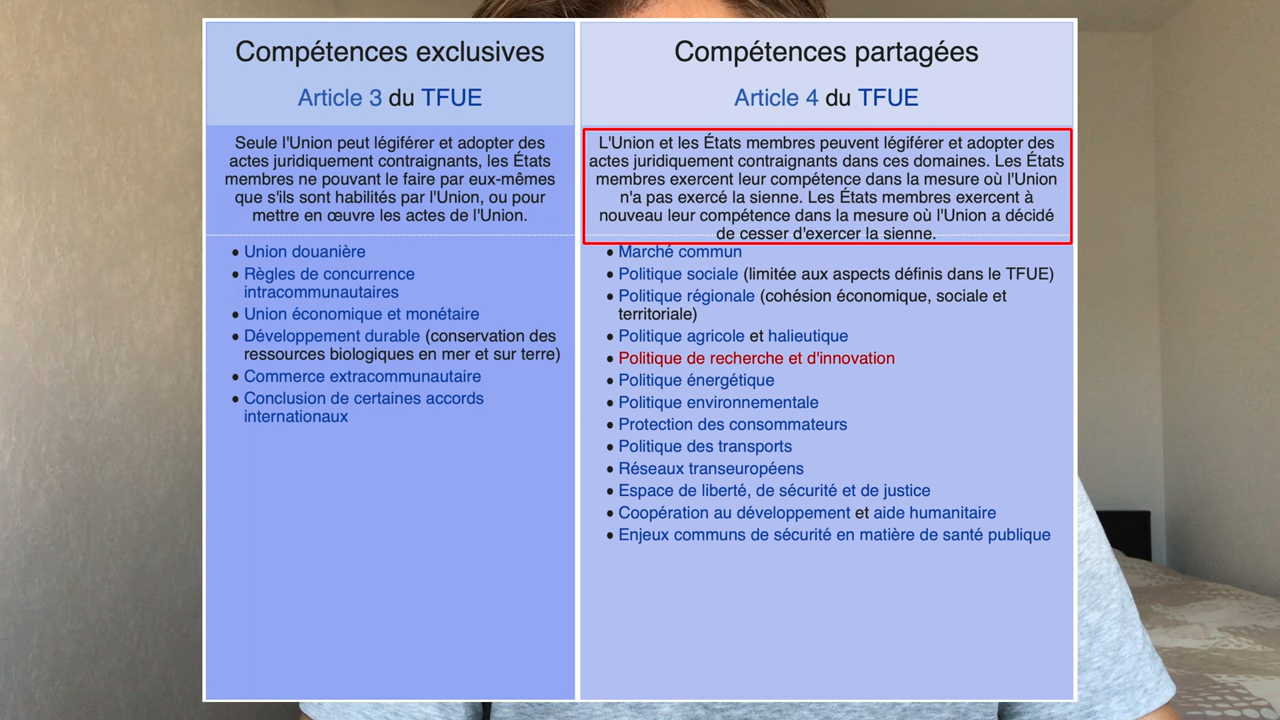 Compétences exclusives
Article 3 du TFUE
Seule l'Union peut légiférer et adopter des
actes juridiquement contraignants, les États
membres ne pouvant le faire par eux-mêmes
que s'ils sont habilités par l'Union, ou pour
mettre en œuvre les actes de l'Union.
Union douanière
Règles de concurrence
intracommunautaires
Union économique et monétaire
Développement durable (conservation des
ressources biologiques en mer et sur terre)
Commerce extracommunautaire
Conclusion de certaines accords
internationaux
Compétences partagées
Article 4 du TFUE
L'Union et les États membres peuvent légiférer et adopter des
actes juridiquement contraignants dans ces domaines. Les États
membres exercent leur compétence dans la mesure où l'Union
n'a pas exercé la sienne. Les États membres exercent à
nouveau leur compétence dans la mesure où l'Union a décidé
de cesser d'exercer la sienne.
Marché commun
Politique sociale (limitée aux aspects définis dans le TFUE)
Politique régionale (cohésion économique, sociale et
territoriale)
Politique agricole et halieutique
Politique de recherche et d'innovation
Politique énergétique
Politique environnementale
Protection des consommateurs
Politique des transports
Réseaux transeuropéens
Espace de liberté, de sécurité et de justice
Coopération au développement et aide humanitaire
Enjeux communs de sécurité en matière de santé publique